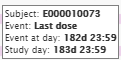 Subject: E000010073
Event: Last dose
Event at day: 182d 23:59
Study day: 183d 23:59